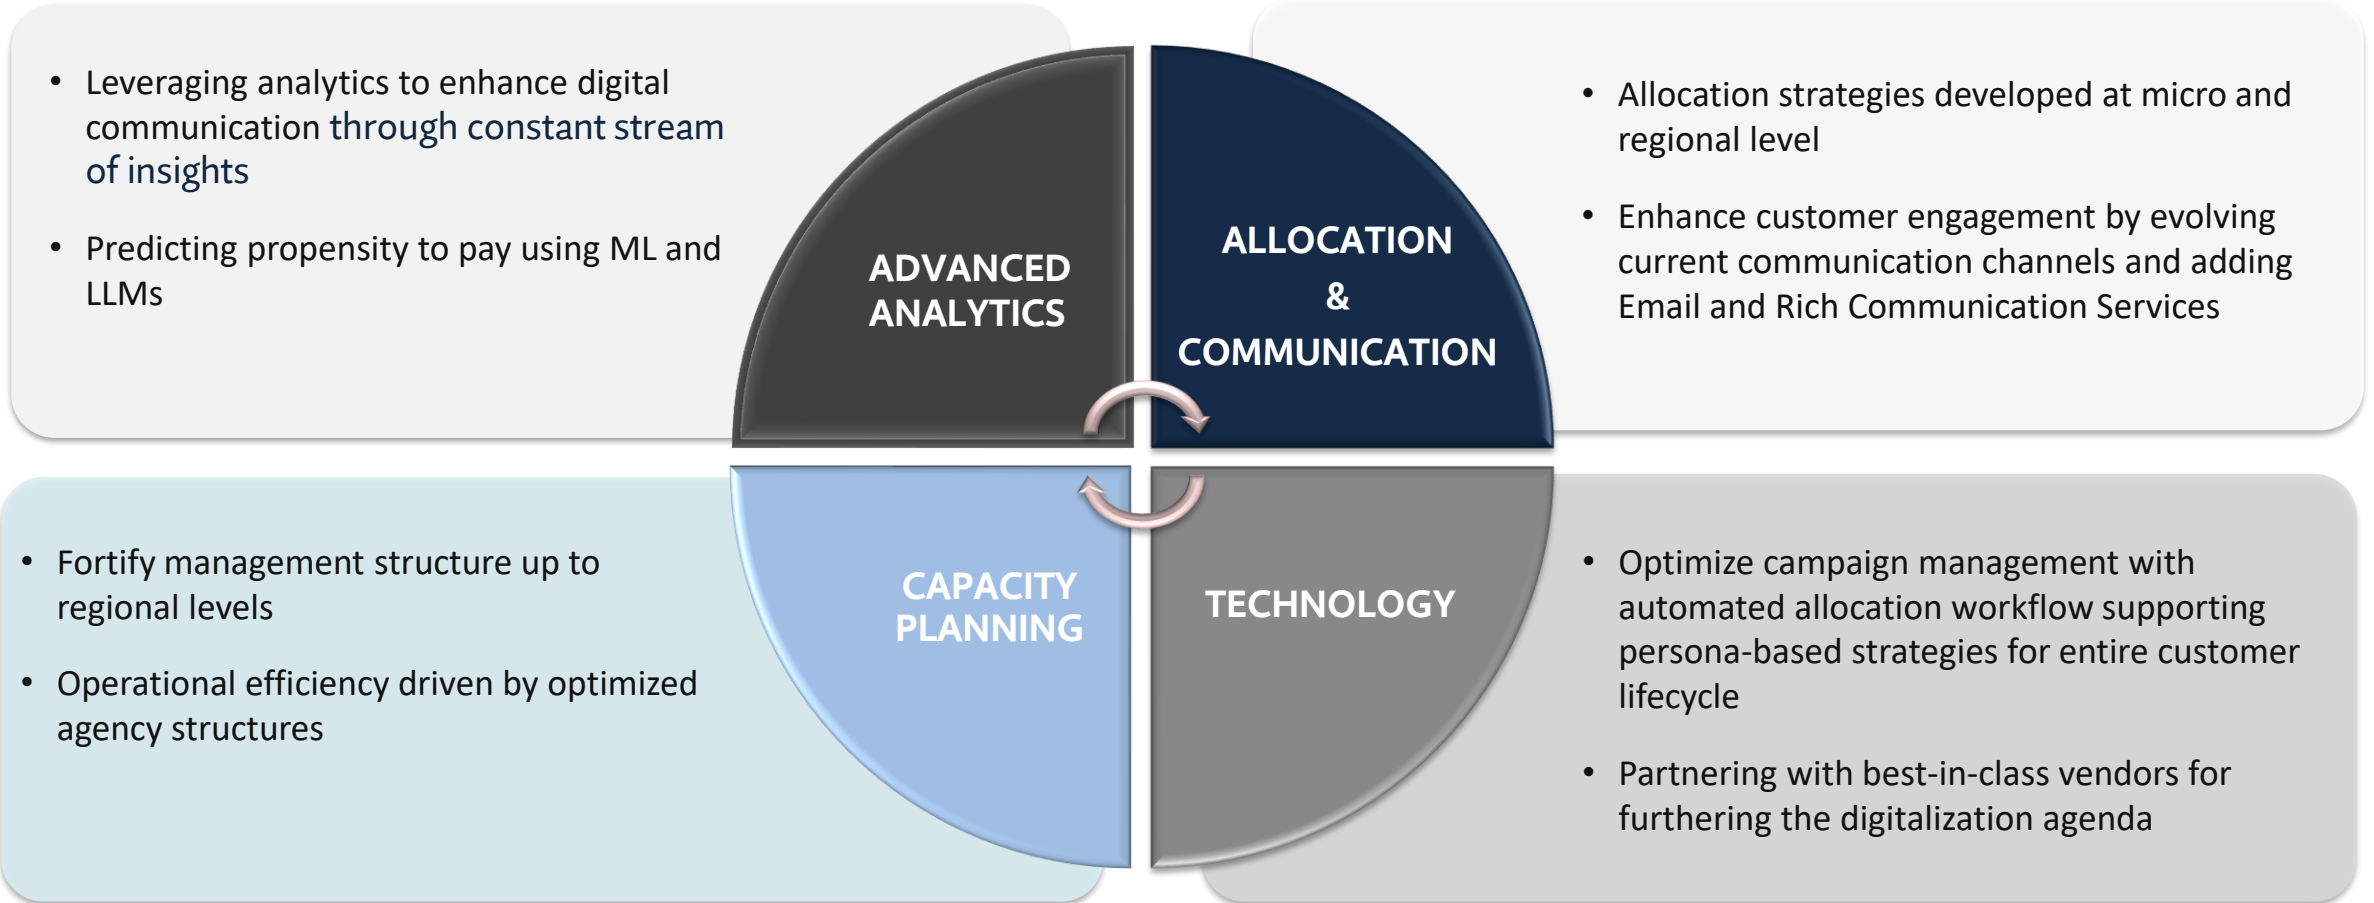 • Leveraging analytics to enhance digital
communication through constant stream
of insights
• Predicting propensity to pay using ML and
LLMs
ADVANCED
ANALYTICS
ALLOCATION
&
COMMUNICATION
• Allocation strategies developed at micro and
regional level
• Enhance customer engagement by evolving
current communication channels and adding
Email and Rich Communication Services
• Fortify management structure up to
regional levels
• Operational efficiency driven by optimized
agency structures
CAPACITY
PLANNING
TECHNOLOGY
• Optimize campaign management with
automated allocation workflow supporting
persona-based strategies for entire customer
lifecycle
• Partnering with best-in-class vendors for
furthering the digitalization agenda